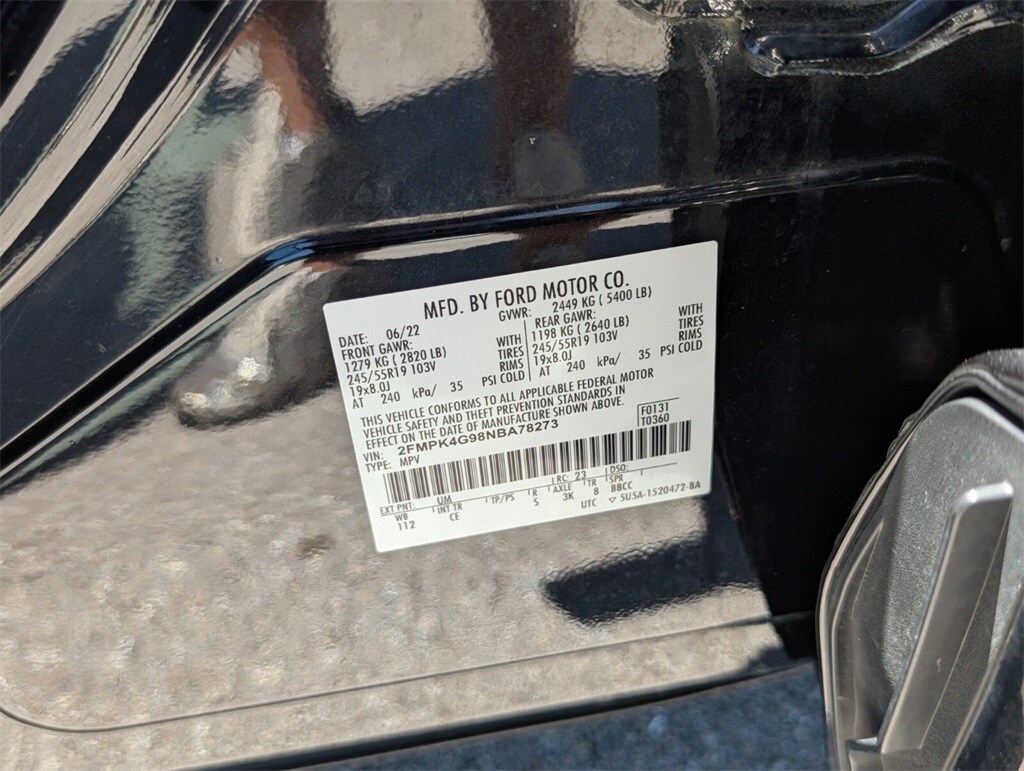 MFD. BY FORD MOTOR CO.
DATE: 06/22 GVWR: 2449 KG ( 5400 LB)
FRONT GAWR: WITH REAR GAWR: WITH
1279 KG ( 2820 LB) TIRES 1198 KG ( 2640 LB) TIRES
245/55R19 103V RIMS 245/55R19 103V RIMS
19x8.0J 19x8.0J
AT 240 kPa/ 35 PSI COLD AT 240 kPa/ 35 PSI COLD
THIS VEHICLE CONFORMS TO ALL APPLICABLE FEDERAL MOTOR
VEHICLE SAFETY AND THEFT PREVENTION STANDARDS IN
EFFECT ON THE DATE OF MANUFACTURE SHOWN ABOVE.
VIN: 2FMPK4G98NBA78273 F0131
TYPE: MPV T0360
EXT PNT: UM RC: 23 DSO:
WB INT TR TP/PS R AXLE TR SPR
112 CE S 3K 8 BBCC
UTC ▽ 5U5A-1520472-BA